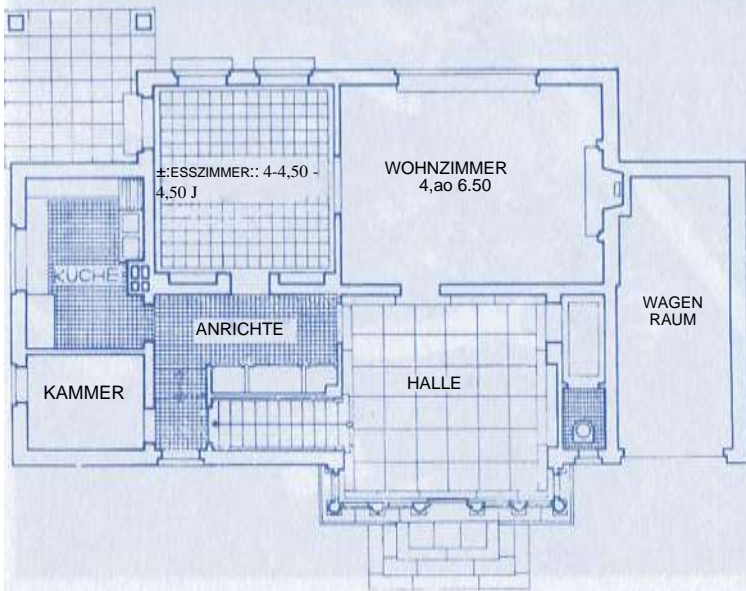 ±:ESSZIMMER:: 4-4,50 -
4,50 J
WOHNZIMMER
4,ao 6.50
KÜCHE
ANRICHTE
WAGEN
RAUM
KAMMER
HALLE